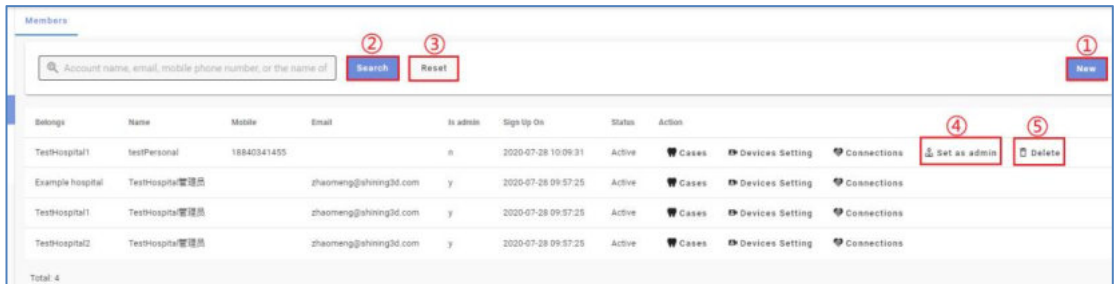 Members
② ③ ①
Account name, email, mobile phone number, or the name of Search Reset New
Belongs Name Mobile Email Is admin Sign Up On Status Action
④ ⑤
TestHospital1 testPersonal 18840341455 n 2020-07-28 10:09:31 Active Cases Devices Setting Connections Set as admin Delete
Example hospital TestHospital管理员 zhaomeng@shining3d.com y 2020-07-28 09:57:25 Active Cases Devices Setting Connections
TestHospital1 TestHospital管理员 zhaomeng@shining3d.com y 2020-07-28 09:57:25 Active Cases Devices Setting Connections
TestHospital2 TestHospital管理员 zhaomeng@shining3d.com y 2020-07-28 09:57:25 Active Cases Devices Setting Connections
Total: 4